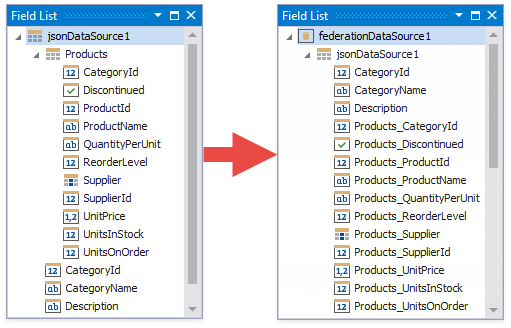 Field List
jsonDataSource1
Products
12 CategoryId
Discontinued
12 ProductId
ab ProductName
ab QuantityPerUnit
12 ReorderLevel
Supplier
12 SupplierId
1,2 UnitPrice
12 UnitsInStock
12 UnitsOnOrder
12 CategoryId
ab CategoryName
ab Description
Field List
federationDataSource1
jsonDataSource1
12 CategoryId
ab CategoryName
ab Description
12 Products_CategoryId
Products_Discontinued
12 Products_ProductId
ab Products_ProductName
ab Products_QuantityPerUnit
12 Products_ReorderLevel
Products_Supplier
12 Products_SupplierId
1,2 Products_UnitPrice
12 Products_UnitsInStock
12 Products_UnitsOnOrder